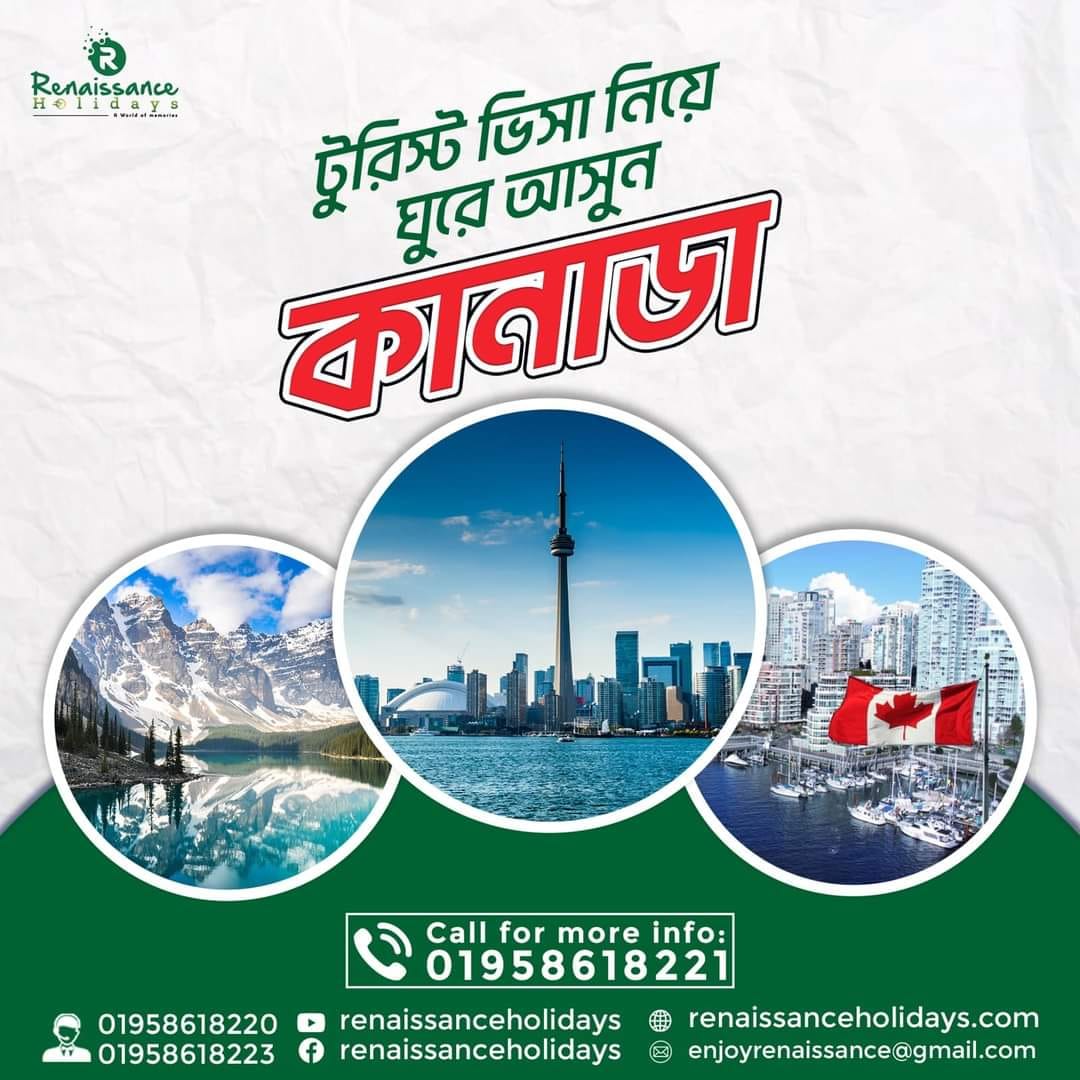 R
Renaissance
Holidays
A World of memories
টুরিস্ট ভিসা নিয়ে
ঘুরে আসুন
কানাডা
Call for more info:
01958618221
01958618220
01958618223
renaissanceholidays
renaissanceholidays
renaissanceholidays.com
enjoyrenaissance@gmail.com